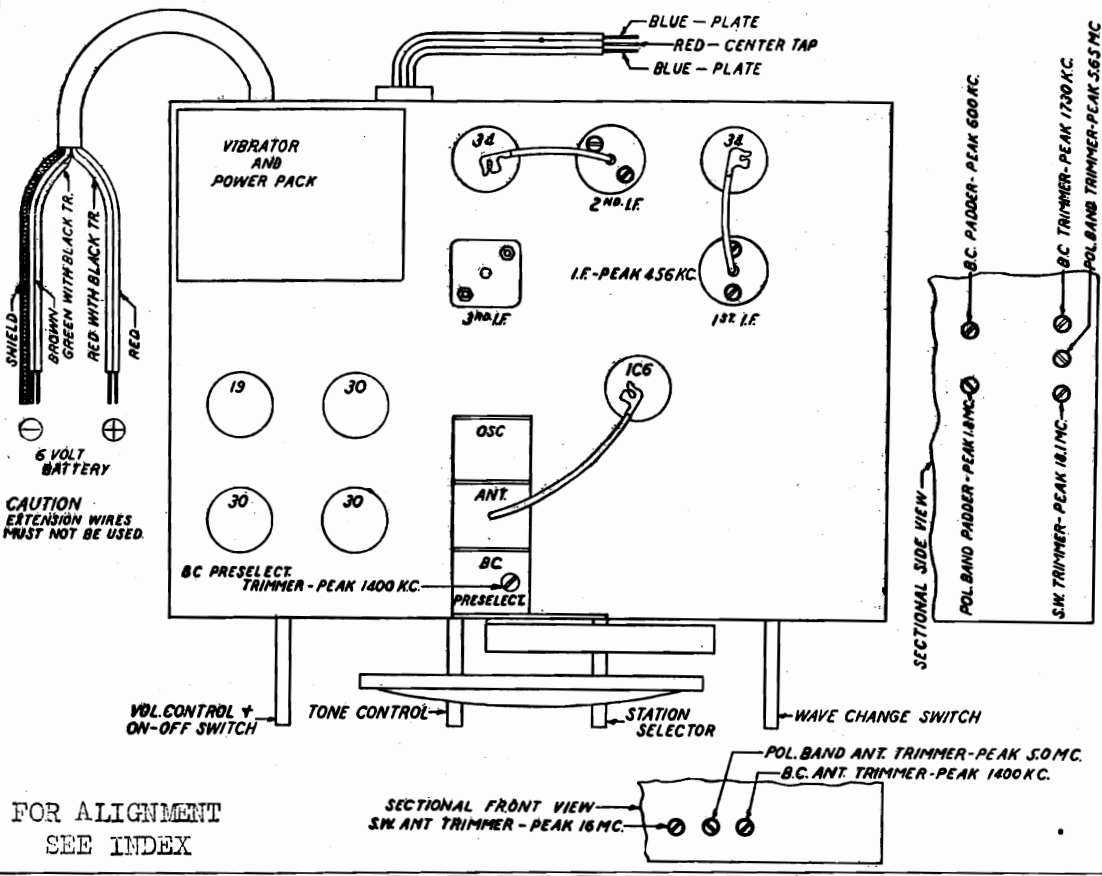 BLUE - PLATE
RED - CENTER TAP
BLUE - PLATE
VIBRATOR
AND
POWER PACK
34
2ND. I.F.
34
I.F. - PEAK 456 KC.
1ST. I.F.
3RD. I.F.
SHIELD
BROWN
GREEN WITH BLACK TR.
RED WITH BLACK TR.
RED
6 VOLT
BATTERY
CAUTION
EXTENSION WIRES
MUST NOT BE USED.
19
30
30
30
1C6
OSC
ANT.
BC
PRESELECT.
BC PRESELECT.
TRIMMER - PEAK 1400 KC.
VOL. CONTROL +
ON-OFF SWITCH
TONE CONTROL
STATION
SELECTOR
WAVE CHANGE SWITCH
B.C. PADDER - PEAK 600 KC.
B.C TRIMMER - PEAK 1730 KC.
POL. BAND TRIMMER - PEAK 5.65 MC
POL. BAND PADDER - PEAK 1.8 MC.
S.W. TRIMMER - PEAK 18.1 MC.
SECTIONAL SIDE VIEW
POL. BAND ANT. TRIMMER - PEAK 5.0 MC.
B.C. ANT. TRIMMER - PEAK 1400 KC.
SECTIONAL FRONT VIEW
S.W. ANT TRIMMER - PEAK 16 MC.
FOR ALIGNMENT
SEE INDEX